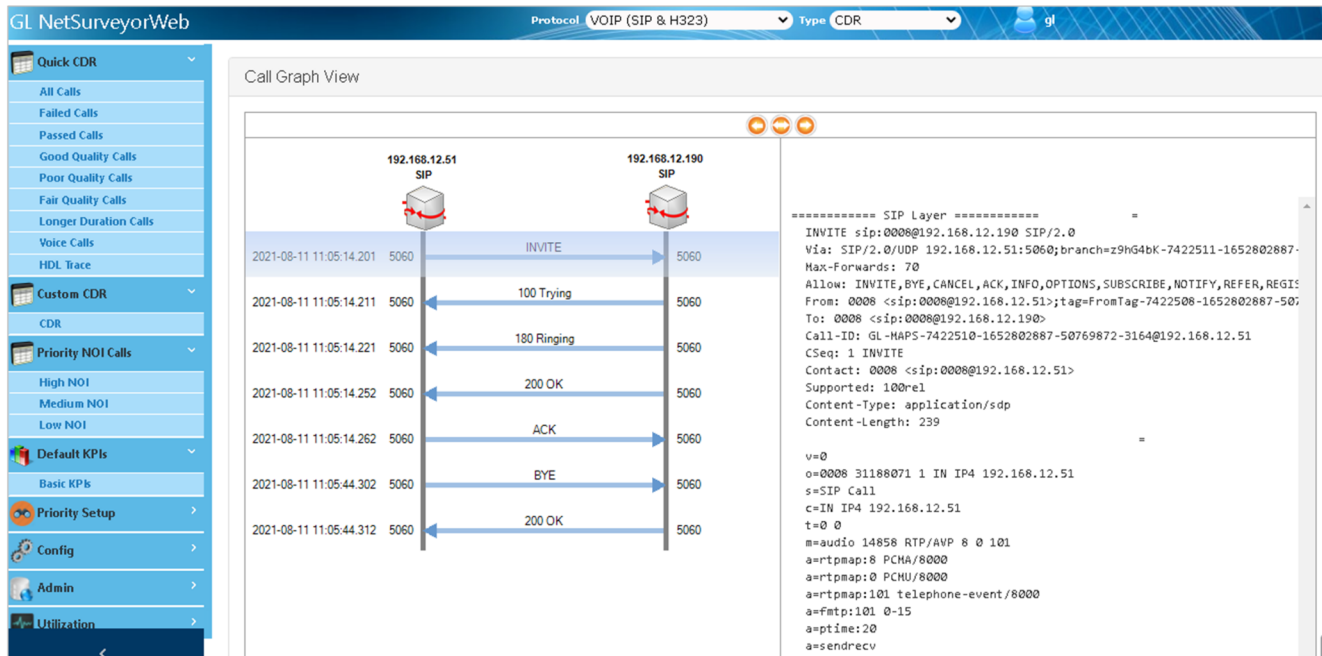 GL NetSurveyorWeb
Protocol VOIP (SIP & H323) Type CDR gl
Quick CDR
All Calls
Failed Calls
Passed Calls
Good Quality Calls
Poor Quality Calls
Fair Quality Calls
Longer Duration Calls
Voice Calls
HDL Trace
Custom CDR
CDR
Priority NOI Calls
High NOI
Medium NOI
Low NOI
Default KPIs
Basic KPIs
Priority Setup
Config
Admin
Utilization
Call Graph View
192.168.12.51 192.168.12.190
SIP SIP
2021-08-11 11:05:14.201 5060 INVITE 5060
2021-08-11 11:05:14.211 5060 100 Trying 5060
2021-08-11 11:05:14.221 5060 180 Ringing 5060
2021-08-11 11:05:14.252 5060 200 OK 5060
2021-08-11 11:05:14.262 5060 ACK 5060
2021-08-11 11:05:44.302 5060 BYE 5060
2021-08-11 11:05:44.312 5060 200 OK 5060
============ SIP Layer ============ =
INVITE sip:0008@192.168.12.190 SIP/2.0
Via: SIP/2.0/UDP 192.168.12.51:5060;branch=z9hG4bK-7422511-1652802887-
Max-Forwards: 70
Allow: INVITE,BYE,CANCEL,ACK,INFO,OPTIONS,SUBSCRIBE,NOTIFY,REFER,REGIS
From: 0008 <sip:0008@192.168.12.51>;tag=FromTag-7422508-1652802887-507
To: 0008 <sip:0008@192.168.12.190>
Call-ID: GL-MAPS-7422510-1652802887-50769872-3164@192.168.12.51
CSeq: 1 INVITE
Contact: 0008 <sip:0008@192.168.12.51>
Supported: 100rel
Content-Type: application/sdp
Content-Length: 239
=
v=0
o=0008 31188071 1 IN IP4 192.168.12.51
s=SIP Call
c=IN IP4 192.168.12.51
t=0 0
m=audio 14858 RTP/AVP 8 0 101
a=rtpmap:8 PCMA/8000
a=rtpmap:0 PCMU/8000
a=rtpmap:101 telephone-event/8000
a=fmtp:101 0-15
a=ptime:20
a=sendrecv